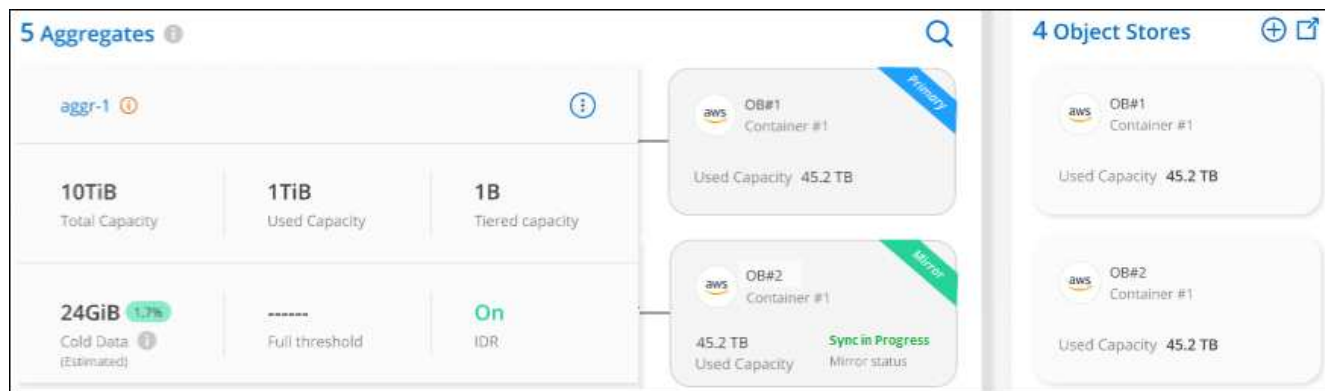 5 Aggregates
4 Object Stores
aggr-1
10TiB
Total Capacity
1TiB
Used Capacity
1B
Tiered capacity
24GiB 1.7%
Cold Data
(Estimated)
------
Full threshold
On
IDR
Primary
aws
OB#1
Container #1
Used Capacity 45.2 TB
Mirror
aws
OB#2
Container #1
45.2 TB
Used Capacity
Sync in Progress
Mirror status
aws
OB#1
Container #1
Used Capacity 45.2 TB
aws
OB#2
Container #1
Used Capacity 45.2 TB